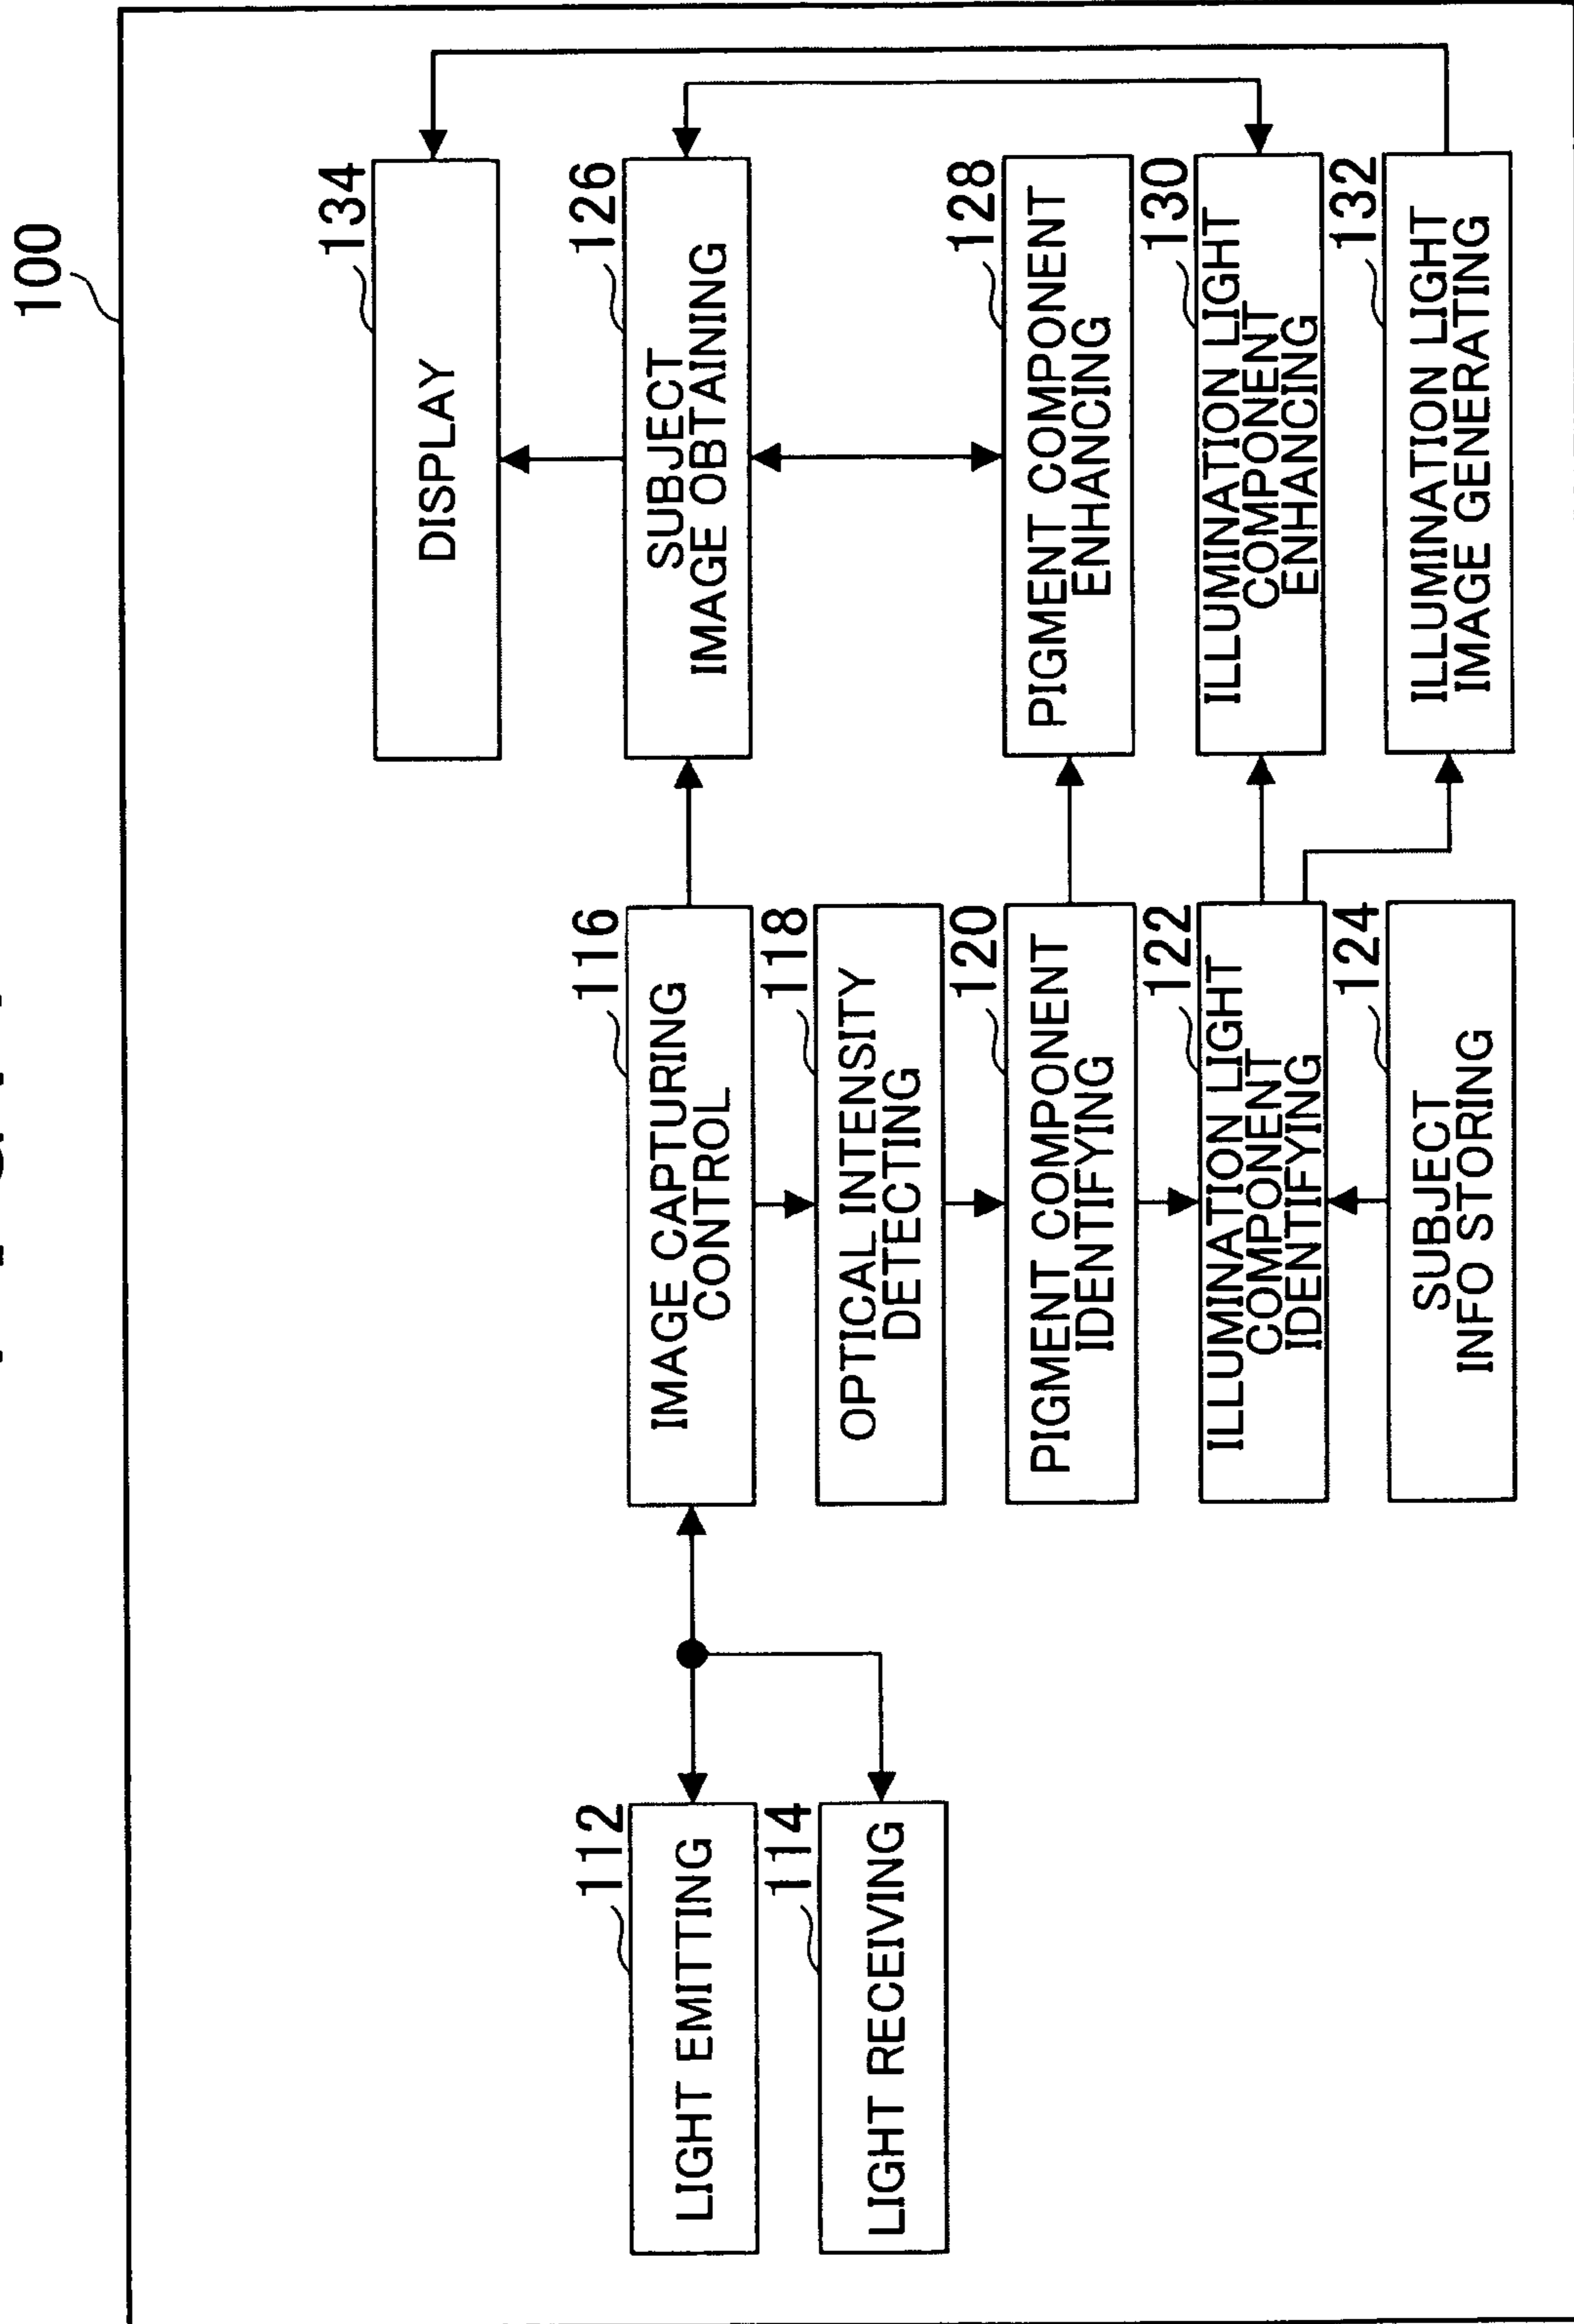 100
134
DISPLAY
116
IMAGE CAPTURING
CONTROL
126
SUBJECT
IMAGE OBTAINING
112
LIGHT EMITTING
118
OPTICAL INTENSITY
DETECTING
114
LIGHT RECEIVING
120
PIGMENT COMPONENT
IDENTIFYING
128
PIGMENT COMPONENT
ENHANCING
122
ILLUMINATION LIGHT
COMPONENT
IDENTIFYING
130
ILLUMINATION LIGHT
COMPONENT
ENHANCING
124
SUBJECT
INFO STORING
132
ILLUMINATION LIGHT
IMAGE GENERATING